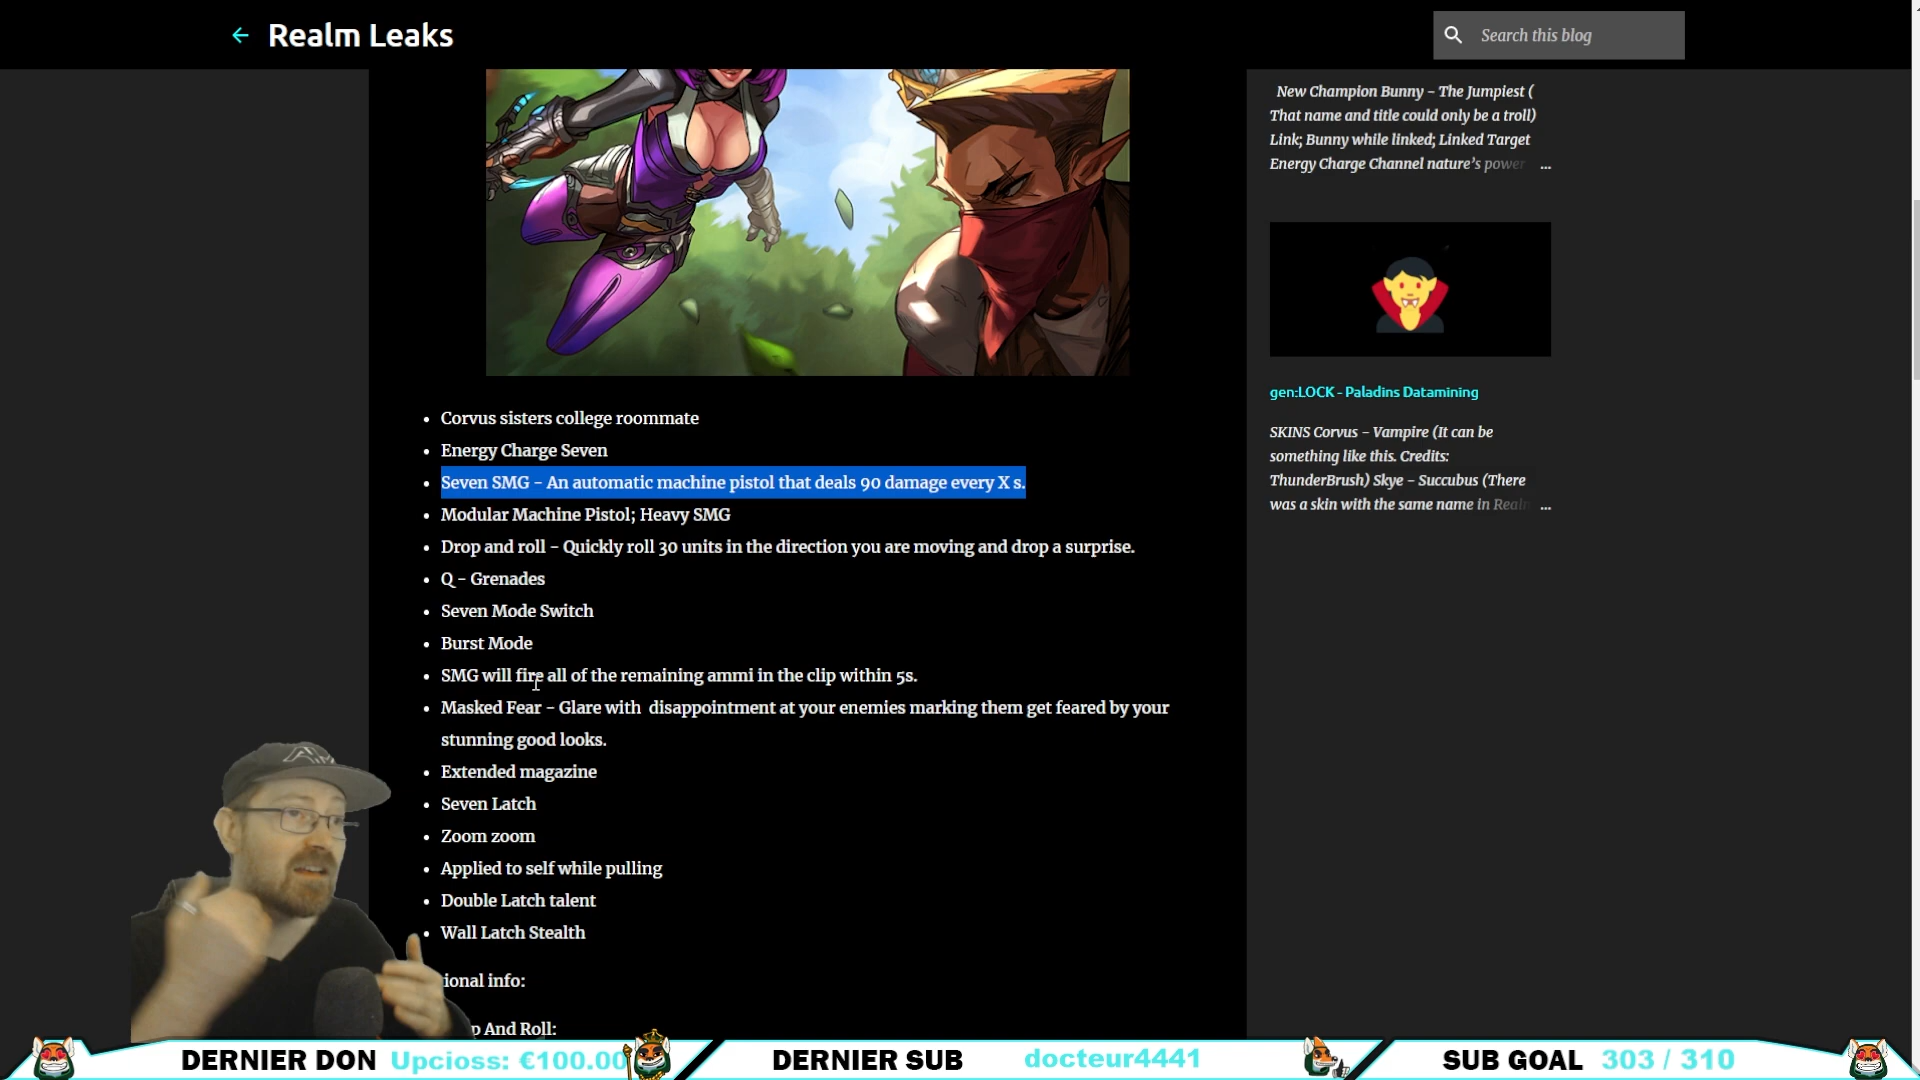 Realm Leaks
Search this blog
New Champion Bunny - The Jumpiest (
That name and title could only be a troll)
Link; Bunny while linked; Linked Target
Energy Charge Channel nature's power ...
gen:LOCK - Paladins Datamining
SKINS Corvus - Vampire (It can be
something like this. Credits:
ThunderBrush) Skye - Succubus (There
was a skin with the same name in Realm ...
Corvus sisters college roommate
Energy Charge Seven
Seven SMG - An automatic machine pistol that deals 90 damage every X s.
Modular Machine Pistol; Heavy SMG
Drop and roll - Quickly roll 30 units in the direction you are moving and drop a surprise.
Q - Grenades
Seven Mode Switch
Burst Mode
SMG will fire all of the remaining ammi in the clip within 5s.
Masked Fear - Glare with  disappointment at your enemies marking them get feared by your
stunning good looks.
Extended magazine
Seven Latch
Zoom zoom
Applied to self while pulling
Double Latch talent
Wall Latch Stealth
ional info:
p And Roll:
DERNIER DON Upcioss: €100.00
DERNIER SUB docteur4441
SUB GOAL 303 / 310